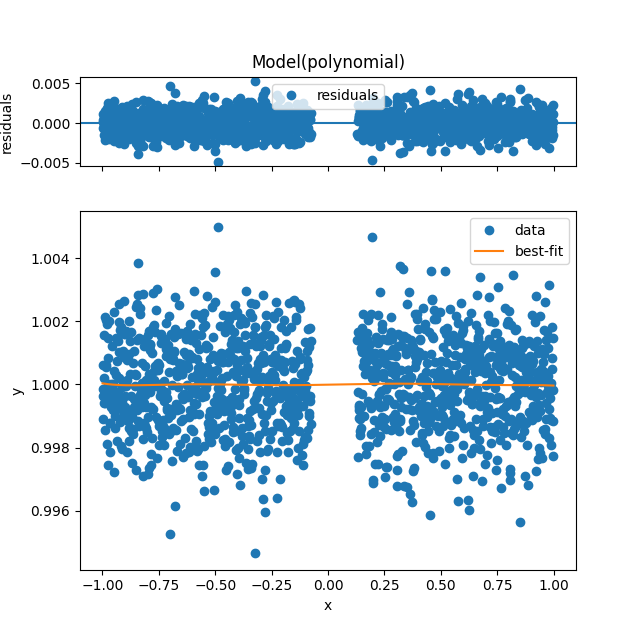 Model(polynomial)
0.005
0.000
−0.005
residuals
residuals
1.004
1.002
1.000
0.998
0.996
y
data
best-fit
−1.00 −0.75 −0.50 −0.25 0.00 0.25 0.50 0.75 1.00
x